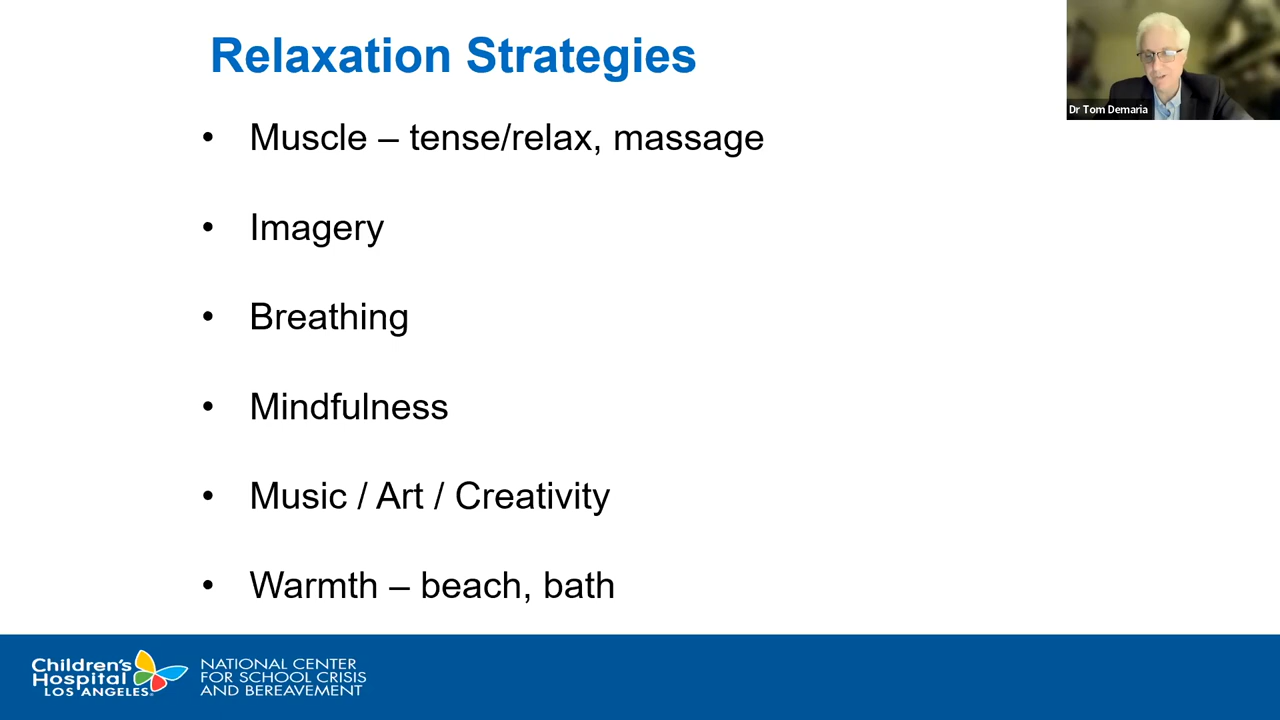 Relaxation Strategies
Dr Tom Demaria
• Muscle – tense/relax, massage
• Imagery
• Breathing
• Mindfulness
• Music / Art / Creativity
• Warmth – beach, bath
Children's
Hospital
LOS ANGELES®
NATIONAL CENTER
FOR SCHOOL CRISIS
AND BEREAVEMENT